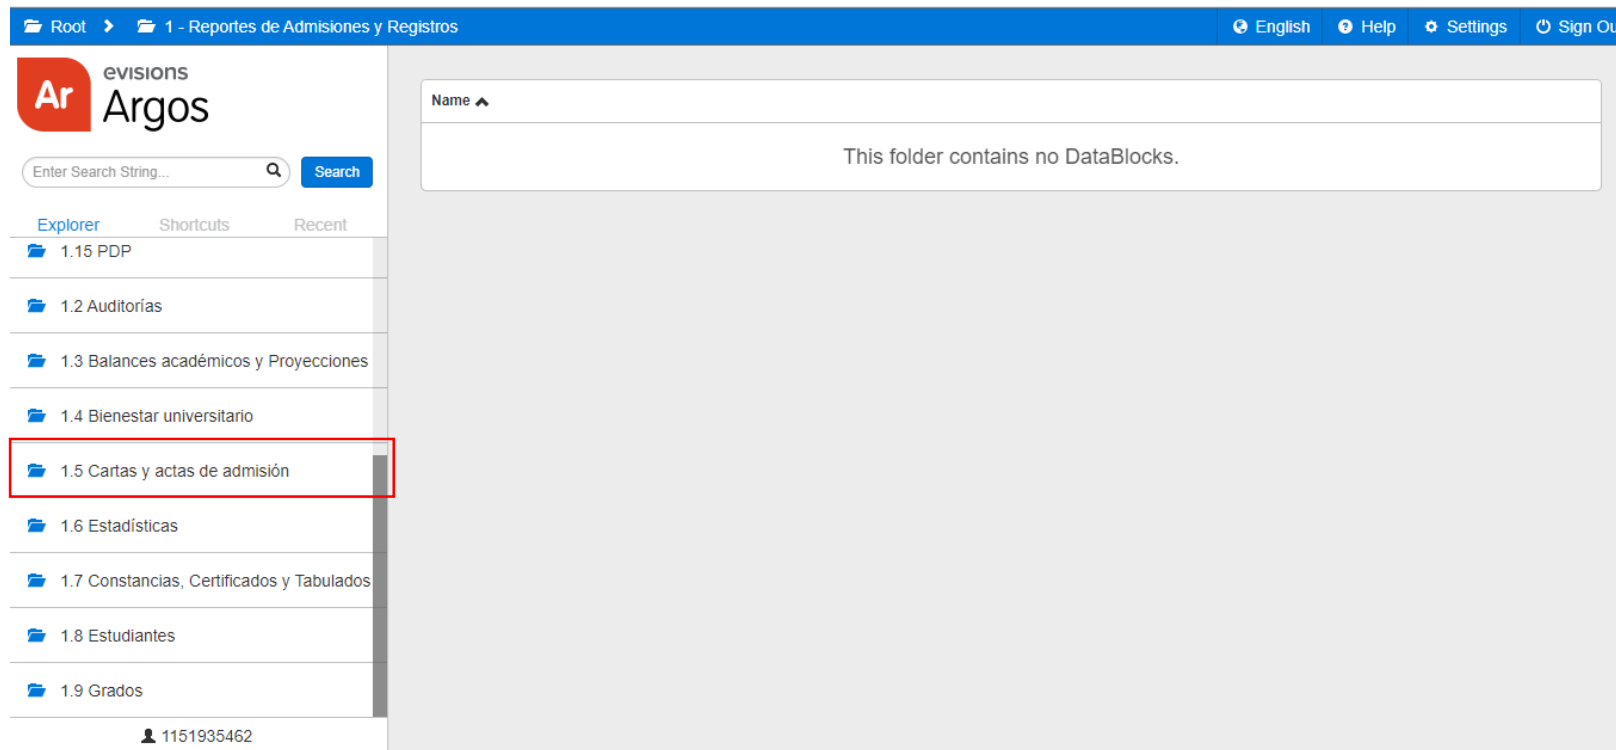 Root > 1 - Reportes de Admisiones y Registros English Help Settings Sign Ou
Ar evisions Argos
Enter Search String... Search
Explorer Shortcuts Recent
1.15 PDP
1.2 Auditorías
1.3 Balances académicos y Proyecciones
1.4 Bienestar universitario
1.5 Cartas y actas de admisión
1.6 Estadísticas
1.7 Constancias, Certificados y Tabulados
1.8 Estudiantes
1.9 Grados
1151935462
Name
This folder contains no DataBlocks.